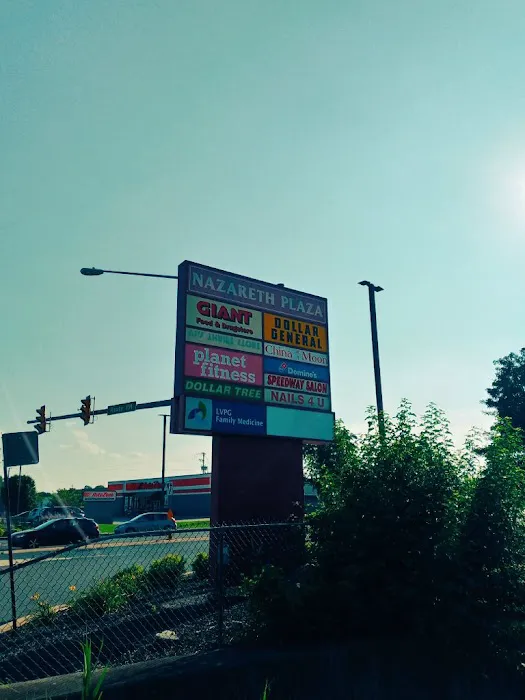 NAZARETH PLAZA
GIANT
Food & Drugstore
DOLLAR
GENERAL
China Moon
planet
fitness
Domino's
SPEEDWAY SALON
DOLLAR TREE
NAILS 4 U
LVPG
Family Medicine